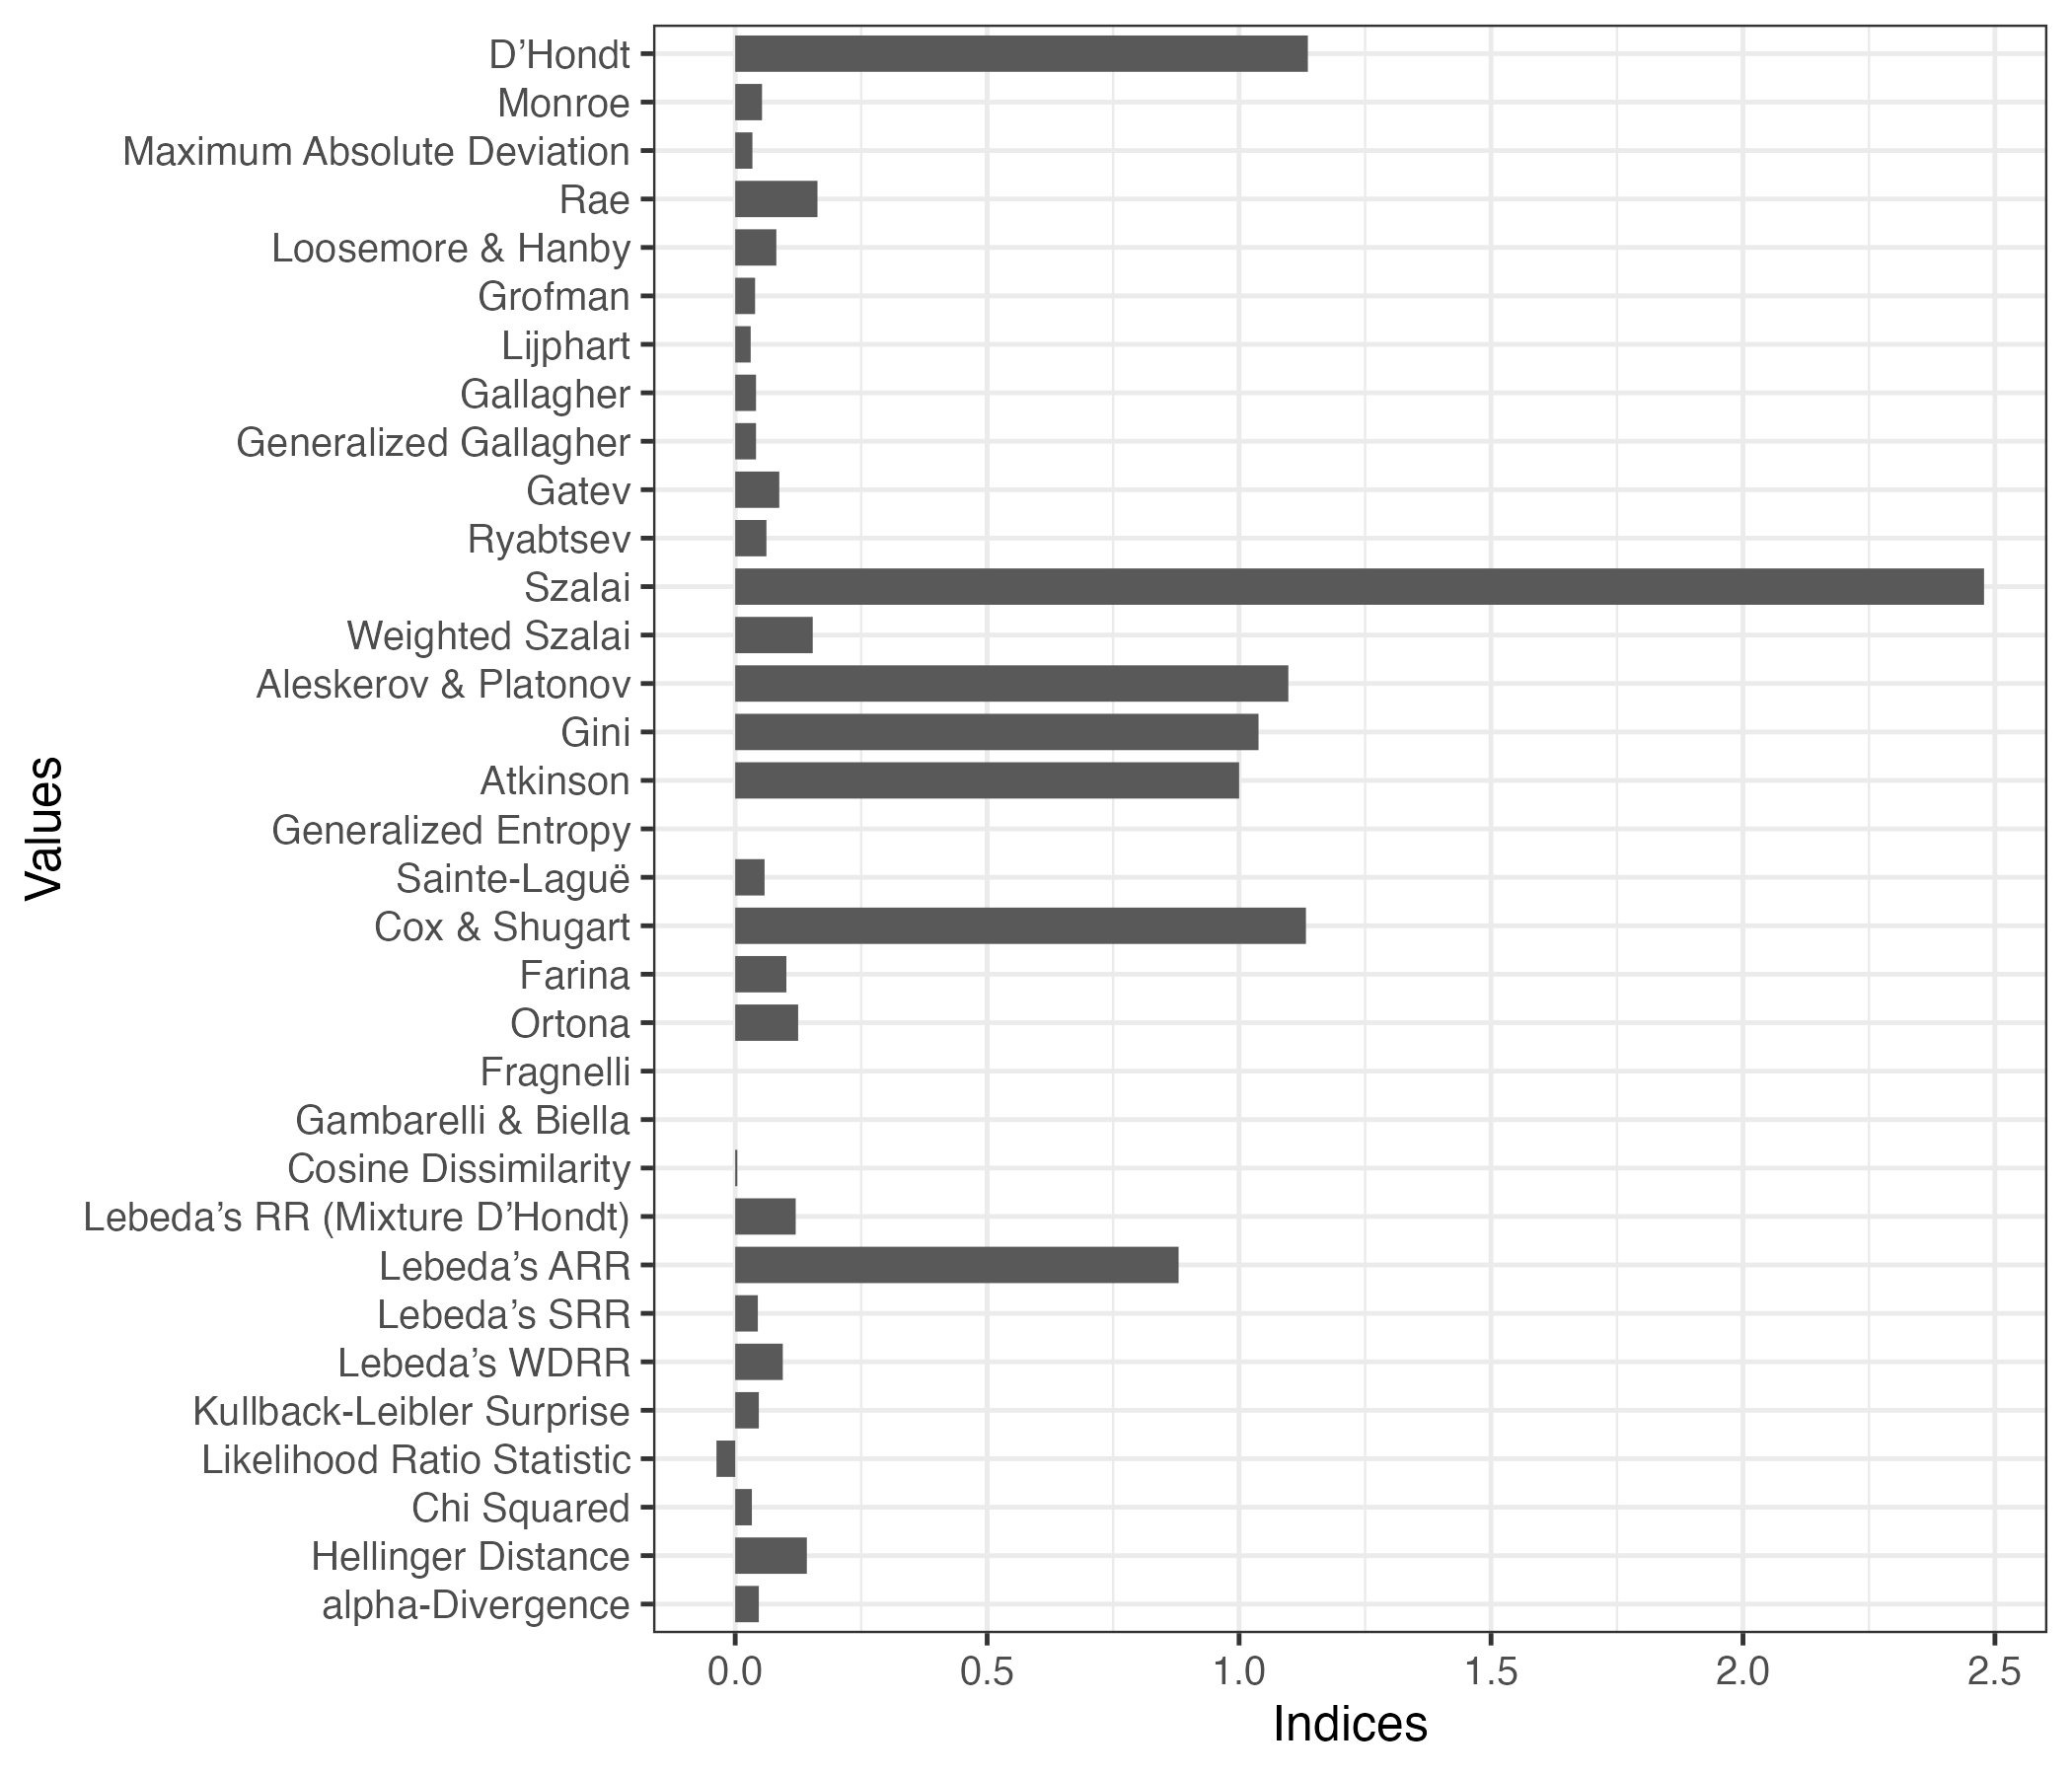 D’Hondt
Monroe
Maximum Absolute Deviation
Rae
Loosemore & Hanby
Grofman
Lijphart
Gallagher
Generalized Gallagher
Gatev
Ryabtsev
Szalai
Weighted Szalai
Aleskerov & Platonov
Gini
Atkinson
Generalized Entropy
Sainte-Laguë
Cox & Shugart
Farina
Ortona
Fragnelli
Gambarelli & Biella
Cosine Dissimilarity
Lebeda’s RR (Mixture D’Hondt)
Lebeda’s ARR
Lebeda’s SRR
Lebeda’s WDRR
Kullback-Leibler Surprise
Likelihood Ratio Statistic
Chi Squared
Hellinger Distance
alpha-Divergence
Values
0.0 0.5 1.0 1.5 2.0 2.5
Indices